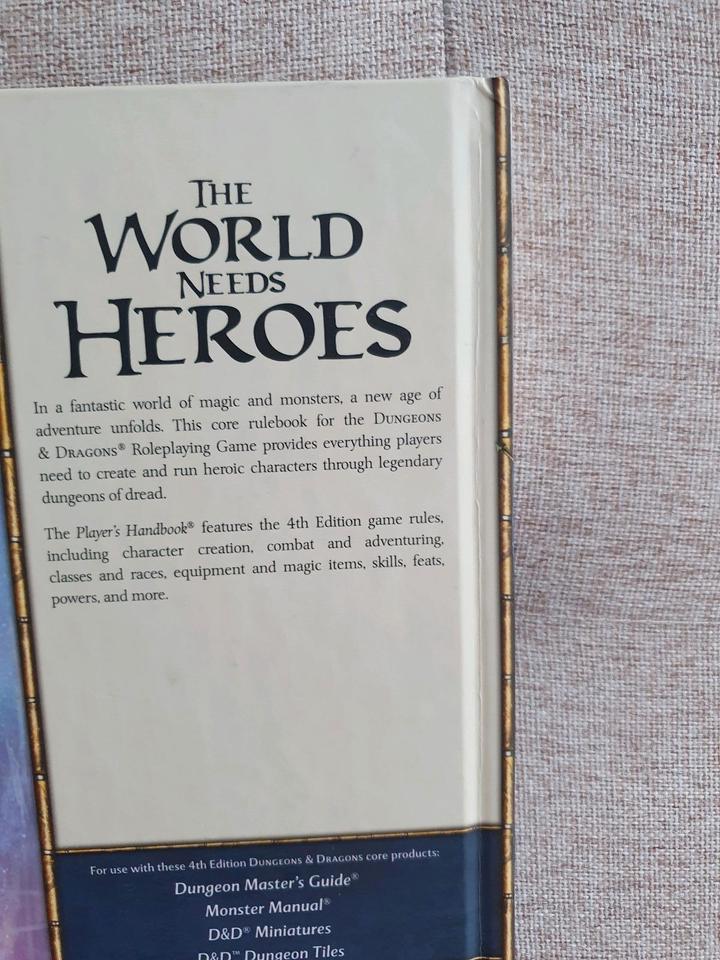 THE
WORLD
NEEDS
HEROES
In a fantastic world of magic and monsters, a new age of
adventure unfolds. This core rulebook for the DUNGEONS
& DRAGONS® Roleplaying Game provides everything players
need to create and run heroic characters through legendary
dungeons of dread.
The Player's Handbook® features the 4th Edition game rules,
including character creation, combat and adventuring,
classes and races, equipment and magic items, skills, feats,
powers, and more.
For use with these 4th Edition DUNGEONS & DRAGONS core products:
Dungeon Master's Guide®
Monster Manual®
D&D® Miniatures
D&D™ Dungeon Tiles